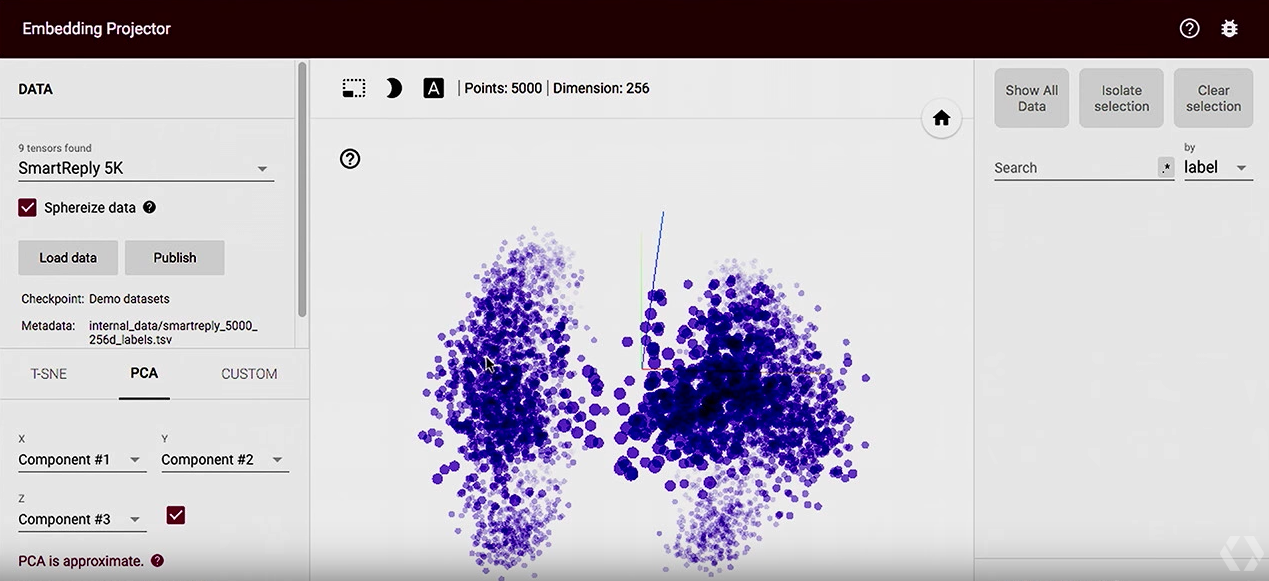 Embedding Projector
DATA
9 tensors found
SmartReply 5K
Sphereize data
Load data
Publish
Checkpoint: Demo datasets
Metadata: internal_data/smartreply_5000_
256d_labels.tsv
T-SNE
PCA
CUSTOM
X
Component #1
Y
Component #2
Z
Component #3
PCA is approximate.
A
Points: 5000 | Dimension: 256
Show All
Data
Isolate
selection
Clear
selection
Search
.*
by
label